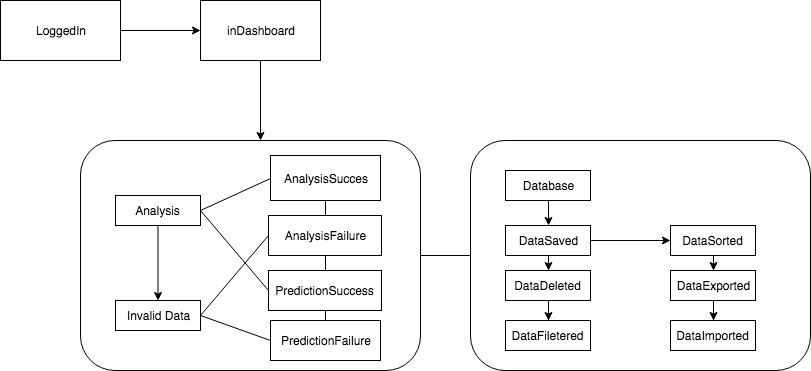 LoggedIn
inDashboard
Analysis
Invalid Data
AnalysisSucces
AnalysisFailure
PredictionSuccess
PredictionFailure
Database
DataSaved
DataDeleted
DataFiletered
DataSorted
DataExported
DataImported